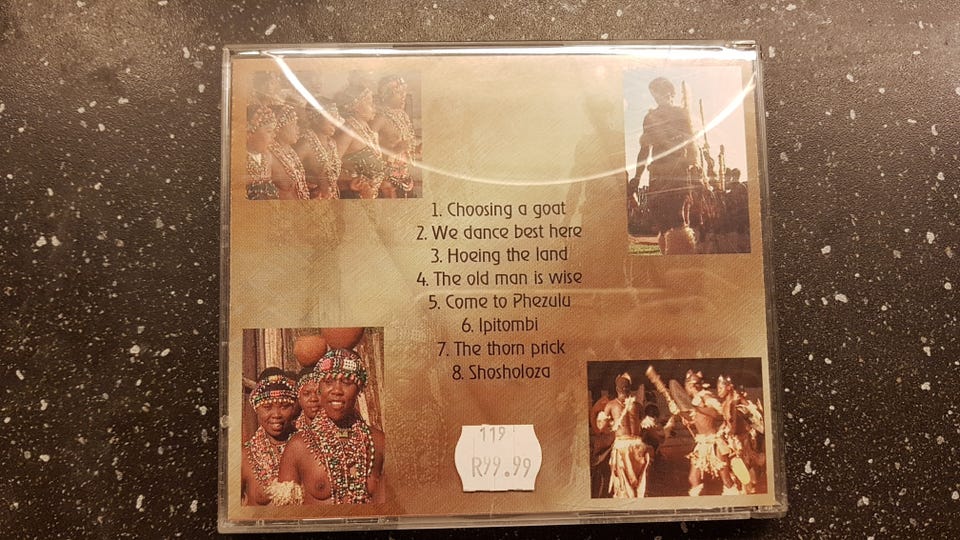 1. Choosing a goat
2. We dance best here
3. Hoeing the land
4. The old man is wise
5. Come to Phezulu
6. Ipitombi
7. The thorn prick
8. Shosholoza
119
R99.99